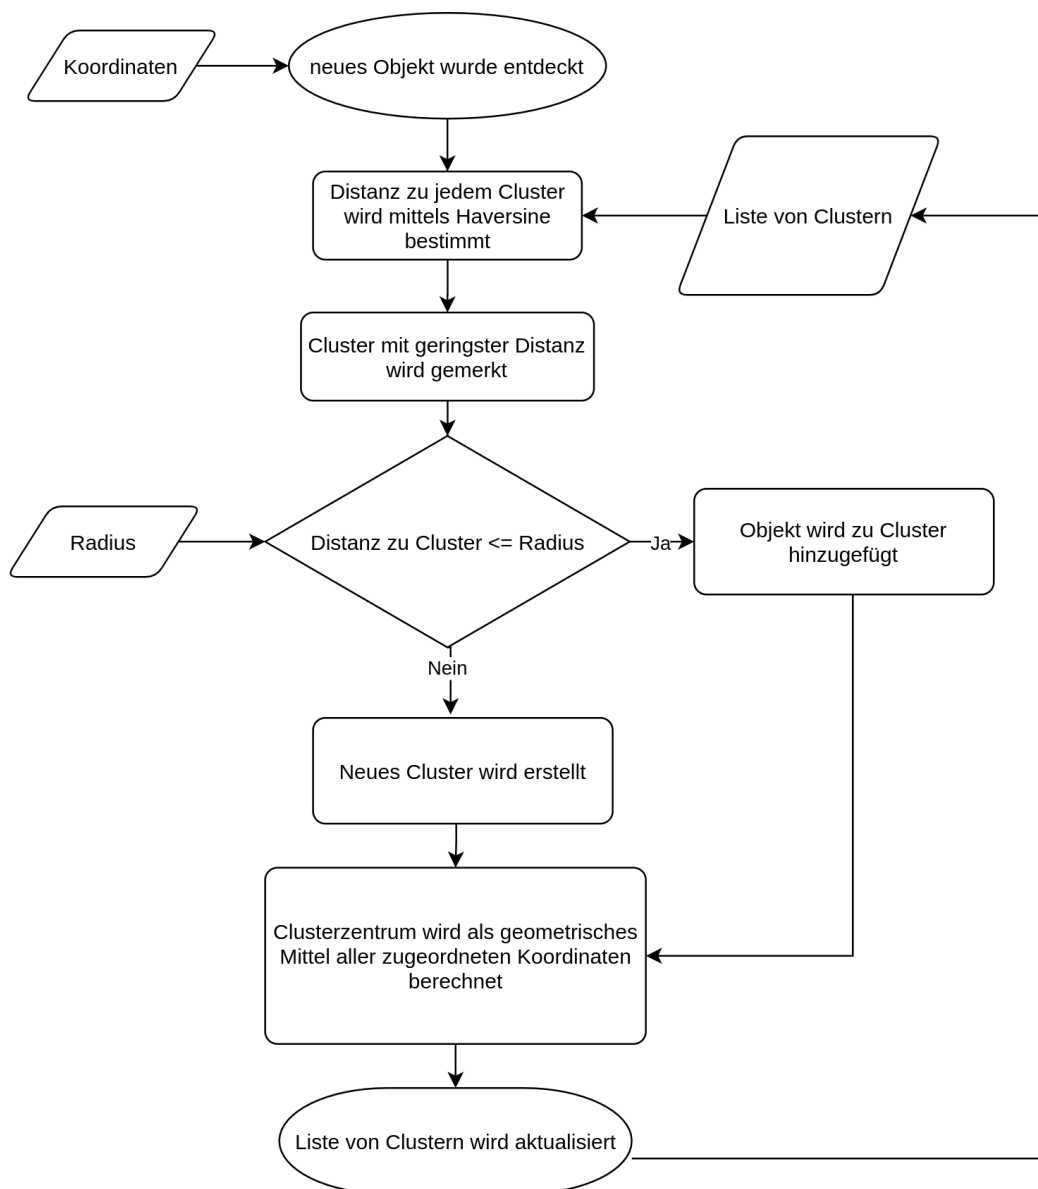 Koordinaten
neues Objekt wurde entdeckt
Distanz zu jedem Cluster
wird mittels Haversine
bestimmt
Liste von Clustern
Cluster mit geringster Distanz
wird gemerkt
Radius
Distanz zu Cluster <= Radius
Ja
Objekt wird zu Cluster
hinzugefügt
Nein
Neues Cluster wird erstellt
Clusterzentrum wird als geometrisches
Mittel aller zugeordneten Koordinaten
berechnet
Liste von Clustern wird aktualisiert